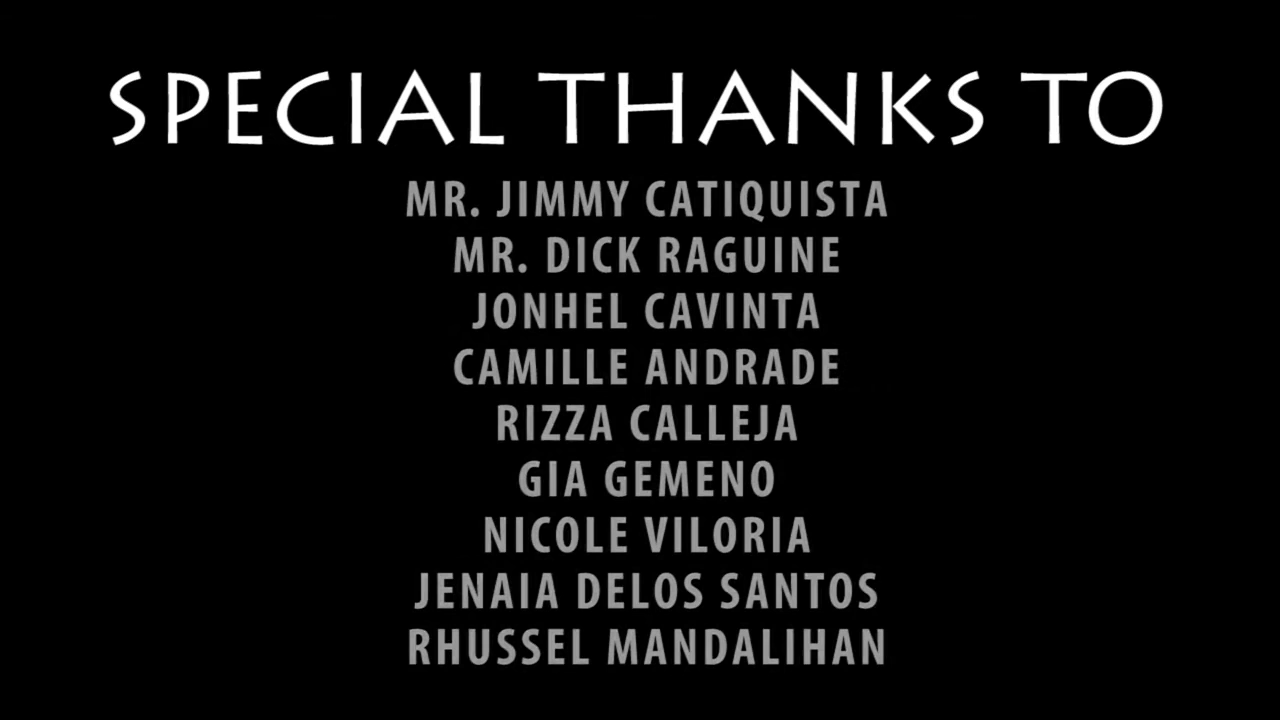 SPECIAL THANKS TO
MR. JIMMY CATIQUISTA
MR. DICK RAGUINE
JONHEL CAVINTA
CAMILLE ANDRADE
RIZZA CALLEJA
GIA GEMENO
NICOLE VILORIA
JENAIA DELOS SANTOS
RHUSSEL MANDALIHAN